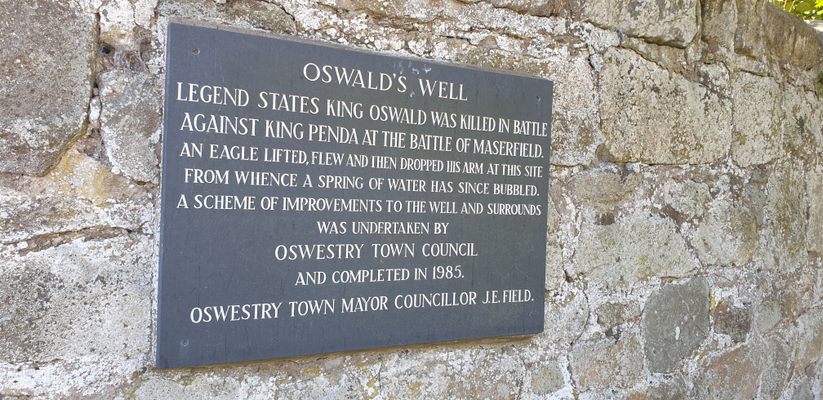 OSWALD'S WELL
LEGEND STATES KING OSWALD WAS KILLED IN BATTLE
AGAINST KING PENDA AT THE BATTLE OF MASERFIELD.
AN EAGLE LIFTED, FLEW AND THEN DROPPED HIS ARM AT THIS SITE
FROM WHENCE A SPRING OF WATER HAS SINCE BUBBLED.
A SCHEME OF IMPROVEMENTS TO THE WELL AND SURROUNDS
WAS UNDERTAKEN BY
OSWESTRY TOWN COUNCIL
AND COMPLETED IN 1985.
OSWESTRY TOWN MAYOR COUNCILLOR J.E. FIELD.